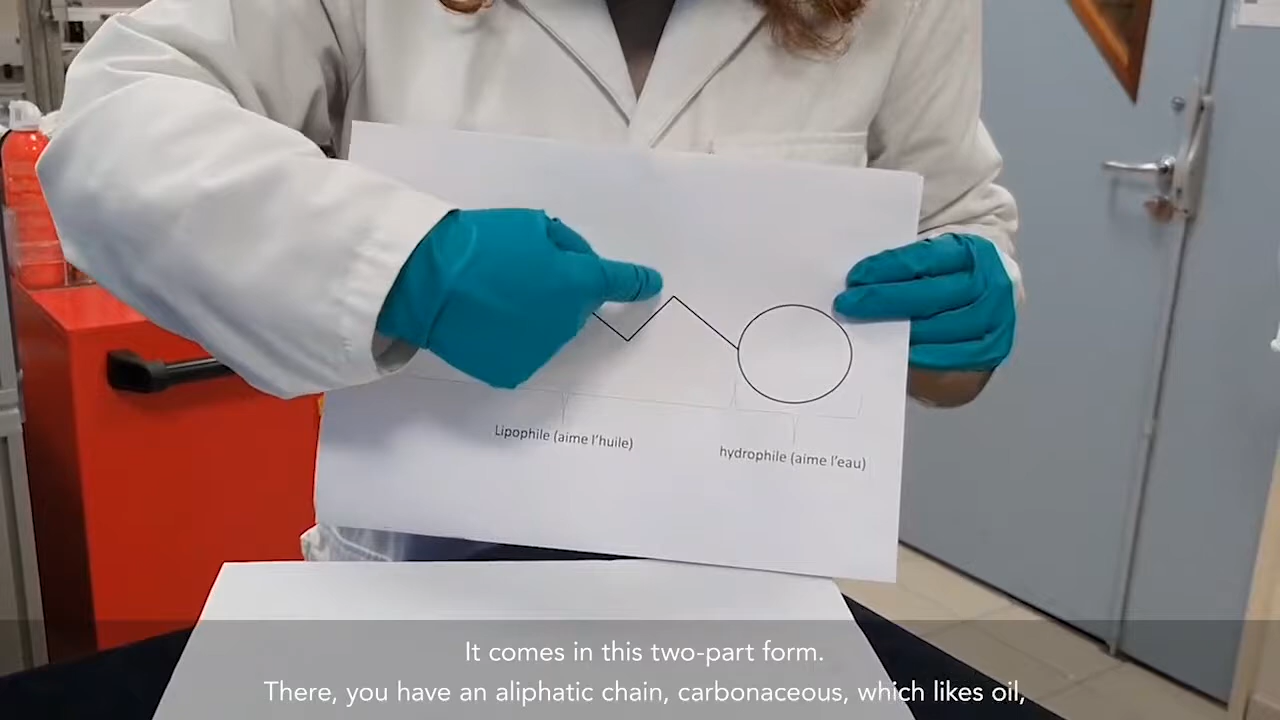 Lipophile (aime l'huile)
hydrophile (aime l'eau)
It comes in this two-part form.
There, you have an aliphatic chain, carbonaceous, which likes oil,